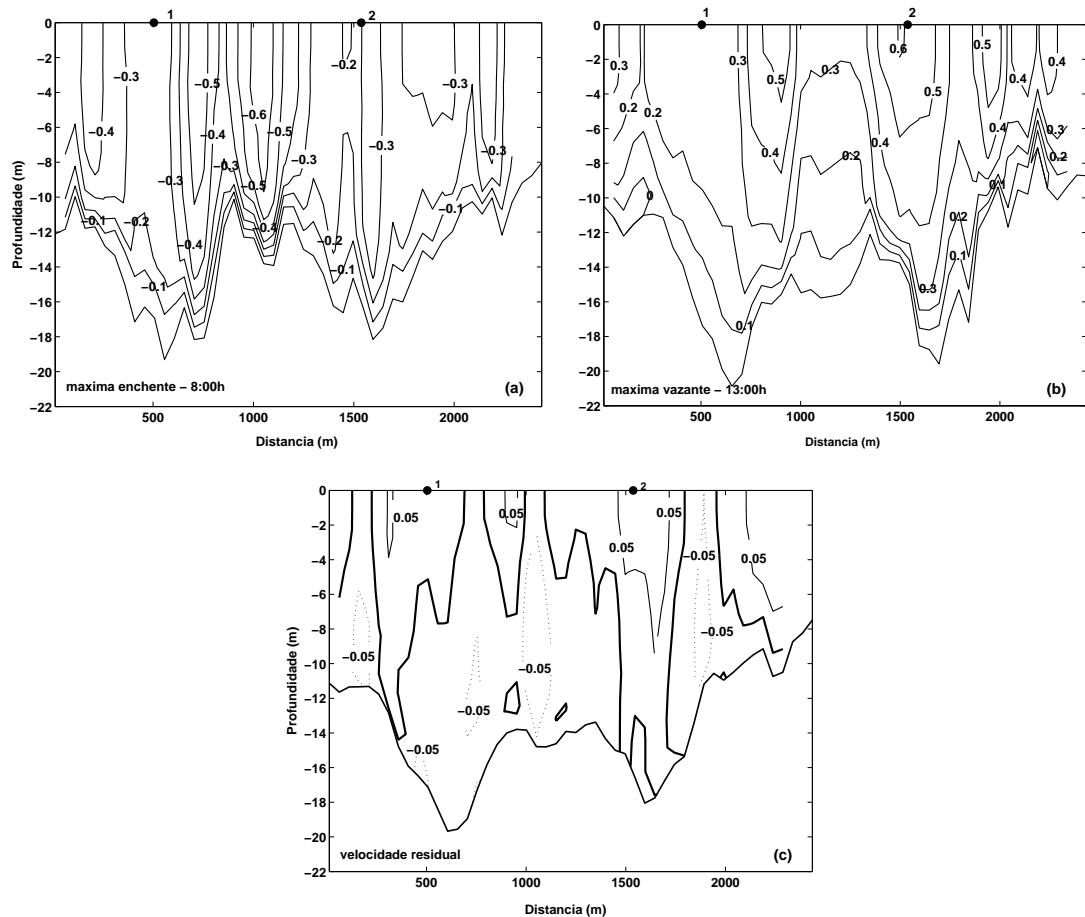 1 2
0
−2
−4
−6
−8
−10
−12
−14
−16
−18
−20
−22
Profundidade (m)
−0.2
−0.3 −0.5 −0.3 −0.3
−0.6
−0.4 −0.4 −0.5 −0.3
−0.3 −0.3 −0.3 −0.3
−0.5
−0.1 −0.2 −0.4 −0.1
−0.4 −0.2
−0.1 −0.1
maxima enchente − 8:00h (a)
500 1000 1500 2000
Distancia (m)
1 2
0
−2
−4
−6
−8
−10
−12
−14
−16
−18
−20
−22
0.6 0.5
0.3 0.3 0.3 0.4
0.5 0.5 0.4
0.2 0.2 0.3
0.4 0.4 0.4
0.2 0.2 0.2
0 0.1
0.2
0.1
0.3
0.1
maxima vazante − 13:00h (b)
500 1000 1500 2000
Distancia (m)
1 2
0
−2
−4
−6
−8
−10
−12
−14
−16
−18
−20
−22
Profundidade (m)
0.05 0.05
0.05 −0.05 0.05
−0.05
−0.05 −0.05
−0.05
−0.05
velocidade residual (c)
500 1000 1500 2000
Distancia (m)